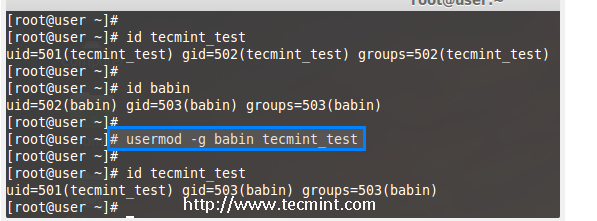 root@user:~
[root@user ~]#
[root@user ~]# id tecmint_test
uid=501(tecmint_test) gid=502(tecmint_test) groups=502(tecmint_test)
[root@user ~]#
[root@user ~]# id babin
uid=502(babin) gid=503(babin) groups=503(babin)
[root@user ~]#
[root@user ~]# usermod -g babin tecmint_test
[root@user ~]#
[root@user ~]# id tecmint_test
uid=501(tecmint_test) gid=503(babin) groups=503(babin)
[root@user ~]#
http://www.tecmint.com